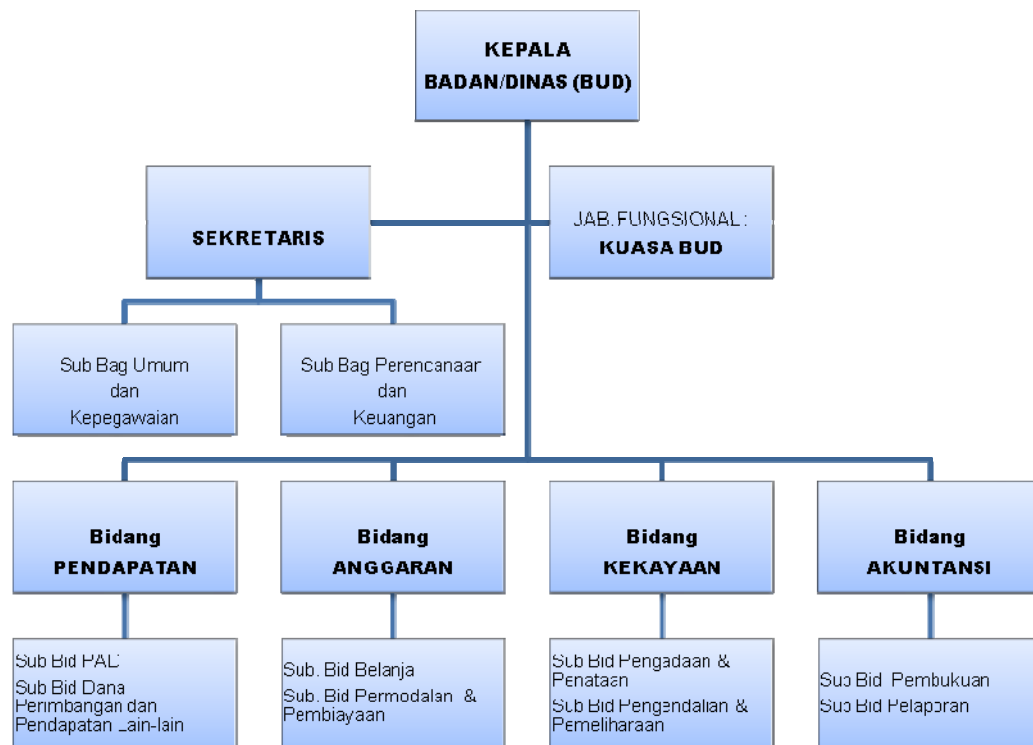 KEPALA
BADAN/DINAS (BUD)
SEKRETARIS
JAB. FUNGSIONAL :
KUASA BUD
Sub Bag Umum
dan
Kepegawaian
Sub Bag Perencanaan
dan
Keuangan
Bidang
PENDAPATAN
Bidang
ANGGARAN
Bidang
KEKAYAAN
Bidang
AKUNTANSI
Sub Bid PAD
Sub Bid Dana
Perimbangan dan
Pendapatan Lain-lain
Sub. Bid Belanja
Sub. Bid Permodalan &
Pembiayaan
Sub Bid Pengadaan &
Penataan
Sub Bid Pengendalian &
Pemeliharaan
Sub Bid Pembukuan
Sub Bid Pelaporan